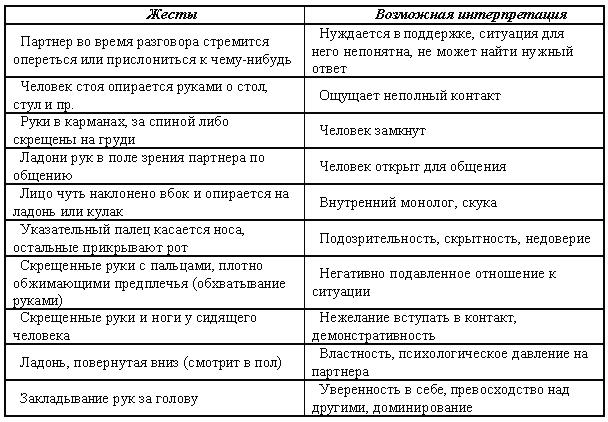 Жесты
Возможная интерпретация
Партнер во время разговора стремится
опереться или прислониться к чему-нибудь
Нуждается в поддержке, ситуация для
него непонятна, не может найти нужный
ответ
Человек стоя опирается руками о стол,
стул и пр.
Ощущает неполный контакт
Руки в карманах, за спиной либо
скрещены на груди
Человек замкнут
Ладони рук в поле зрения партнера по
общению
Человек открыт для общения
Лицо чуть наклонено вбок и опирается на
ладонь или кулак
Внутренний монолог, скука
Указательный палец касается носа,
остальные прикрывают рот
Подозрительность, скрытность, недоверие
Скрещенные руки с пальцами, плотно
обжимающими предплечья (обхватывание
руками)
Негативно подавленное отношение к
ситуации
Скрещенные руки и ноги у сидящего
человека
Нежелание вступать в контакт,
демонстративность
Ладонь, повернутая вниз (смотрит в пол)
Властность, психологическое давление на
партнера
Закладывание рук за голову
Уверенность в себе, превосходство над
другими, доминирование